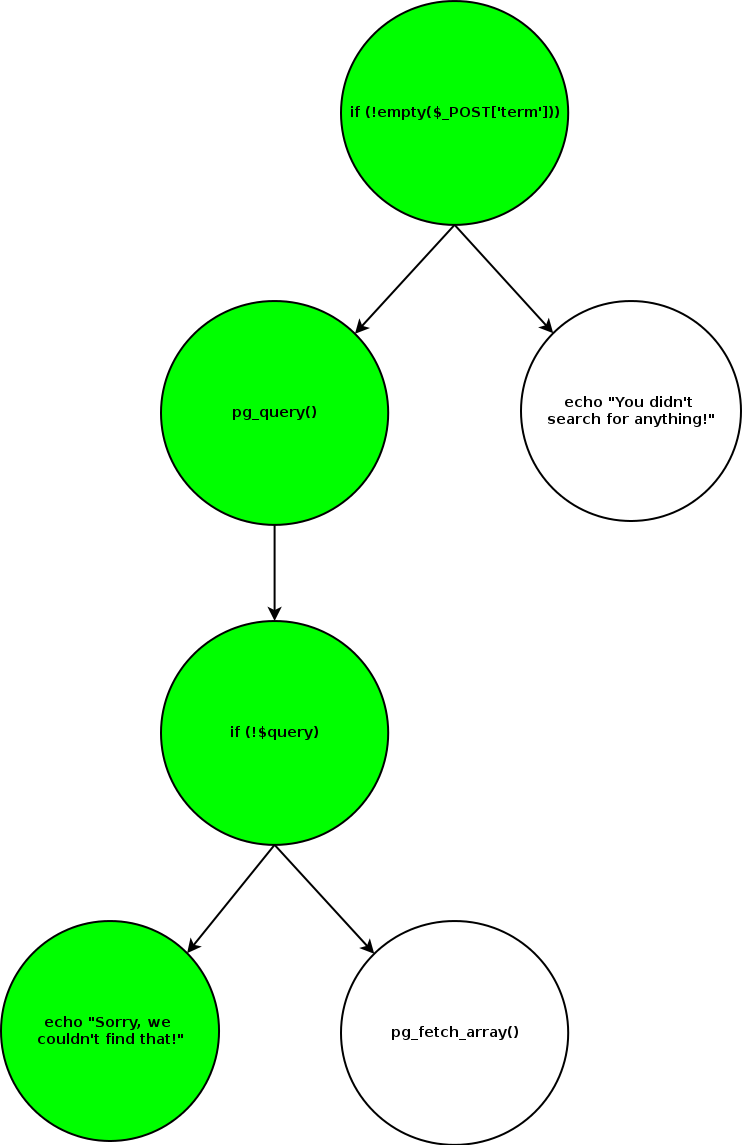 if (!empty($_POST['term']))
pg_query()
echo "You didn't
search for anything!"
if (!$query)
echo "Sorry, we
couldn't find that!"
pg_fetch_array()